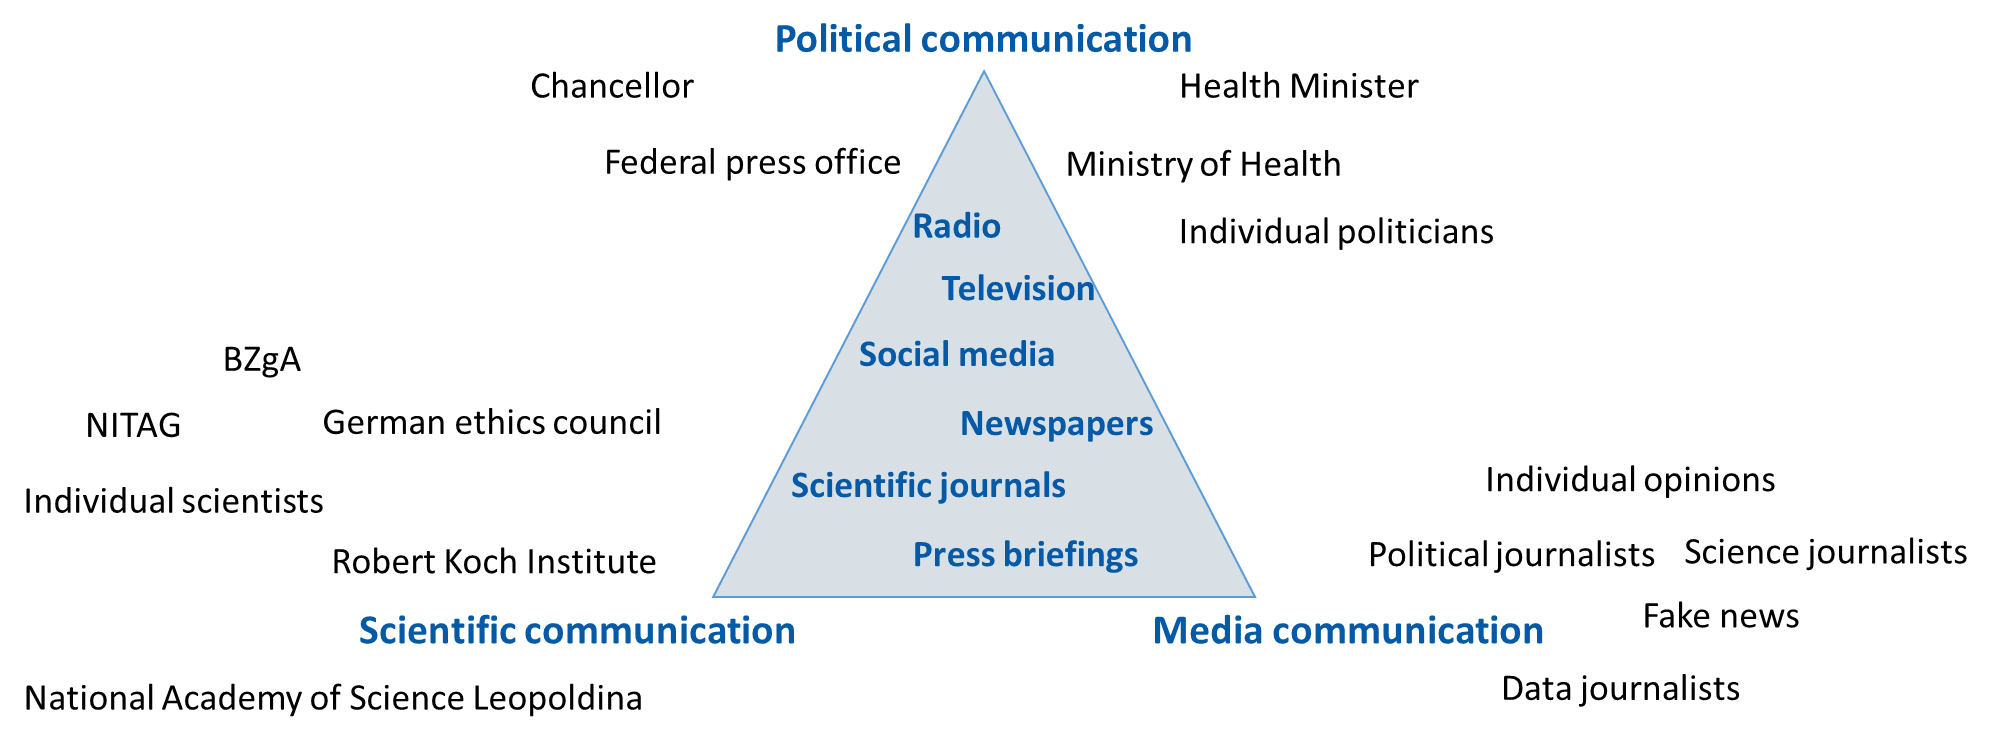 Political communication
Chancellor
Health Minister
Federal press office
Ministry of Health
Individual politicians
Radio
Television
Social media
Newspapers
Scientific journals
Press briefings
BZgA
NITAG
German ethics council
Individual scientists
Robert Koch Institute
Scientific communication
National Academy of Science Leopoldina
Individual opinions
Political journalists
Science journalists
Media communication
Fake news
Data journalists